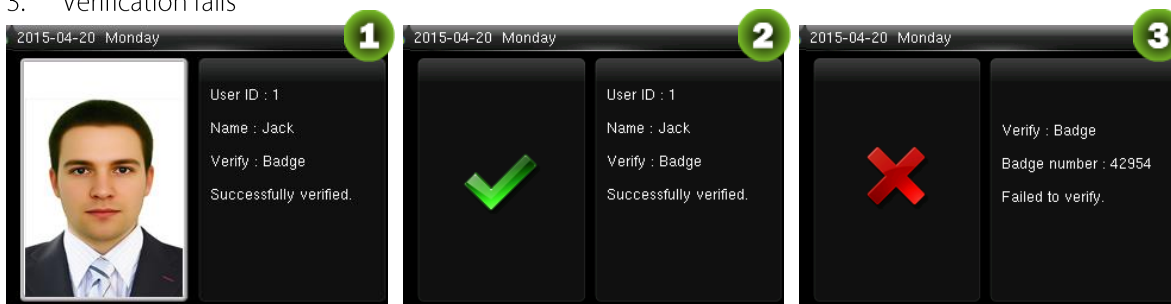 3. Verification fails
2015-04-20 Monday
1
User ID : 1
Name : Jack
Verify : Badge
Successfully verified.
2015-04-20 Monday
2
User ID : 1
Name : Jack
Verify : Badge
Successfully verified.
2015-04-20 Monday
3
Verify : Badge
Badge number : 42954
Failed to verify.